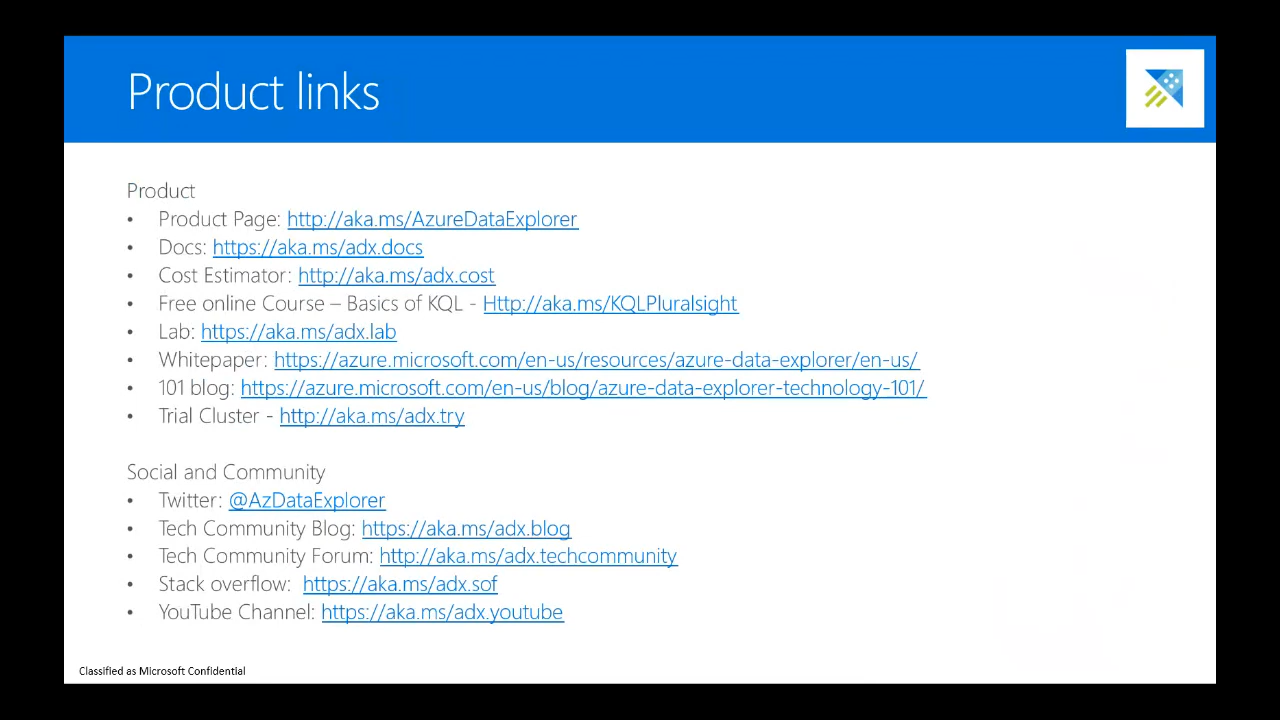 Product links
Product
• Product Page: http://aka.ms/AzureDataExplorer
• Docs: https://aka.ms/adx.docs
• Cost Estimator: http://aka.ms/adx.cost
• Free online Course – Basics of KQL - Http://aka.ms/KQLPluralsight
• Lab: https://aka.ms/adx.lab
• Whitepaper: https://azure.microsoft.com/en-us/resources/azure-data-explorer/en-us/
• 101 blog: https://azure.microsoft.com/en-us/blog/azure-data-explorer-technology-101/
• Trial Cluster - http://aka.ms/adx.try
Social and Community
• Twitter: @AzDataExplorer
• Tech Community Blog: https://aka.ms/adx.blog
• Tech Community Forum: http://aka.ms/adx.techcommunity
• Stack overflow: https://aka.ms/adx.sof
• YouTube Channel: https://aka.ms/adx.youtube
Classified as Microsoft Confidential